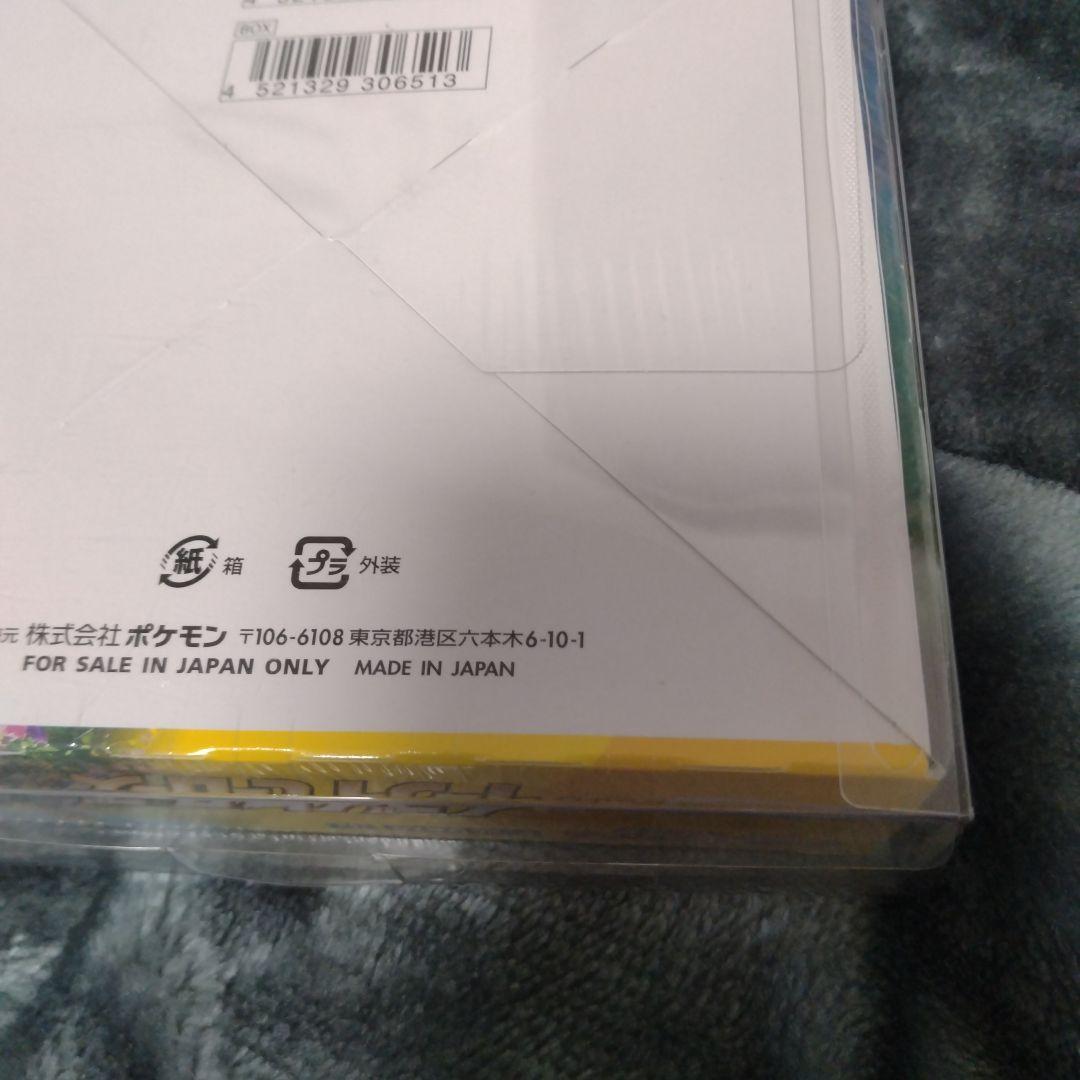 BOX
4 521329 306513
紙 箱 プラ 外装
元 株式会社 ポケモン 〒106-6108 東京都港区六本木6-10-1
FOR SALE IN JAPAN ONLY MADE IN JAPAN